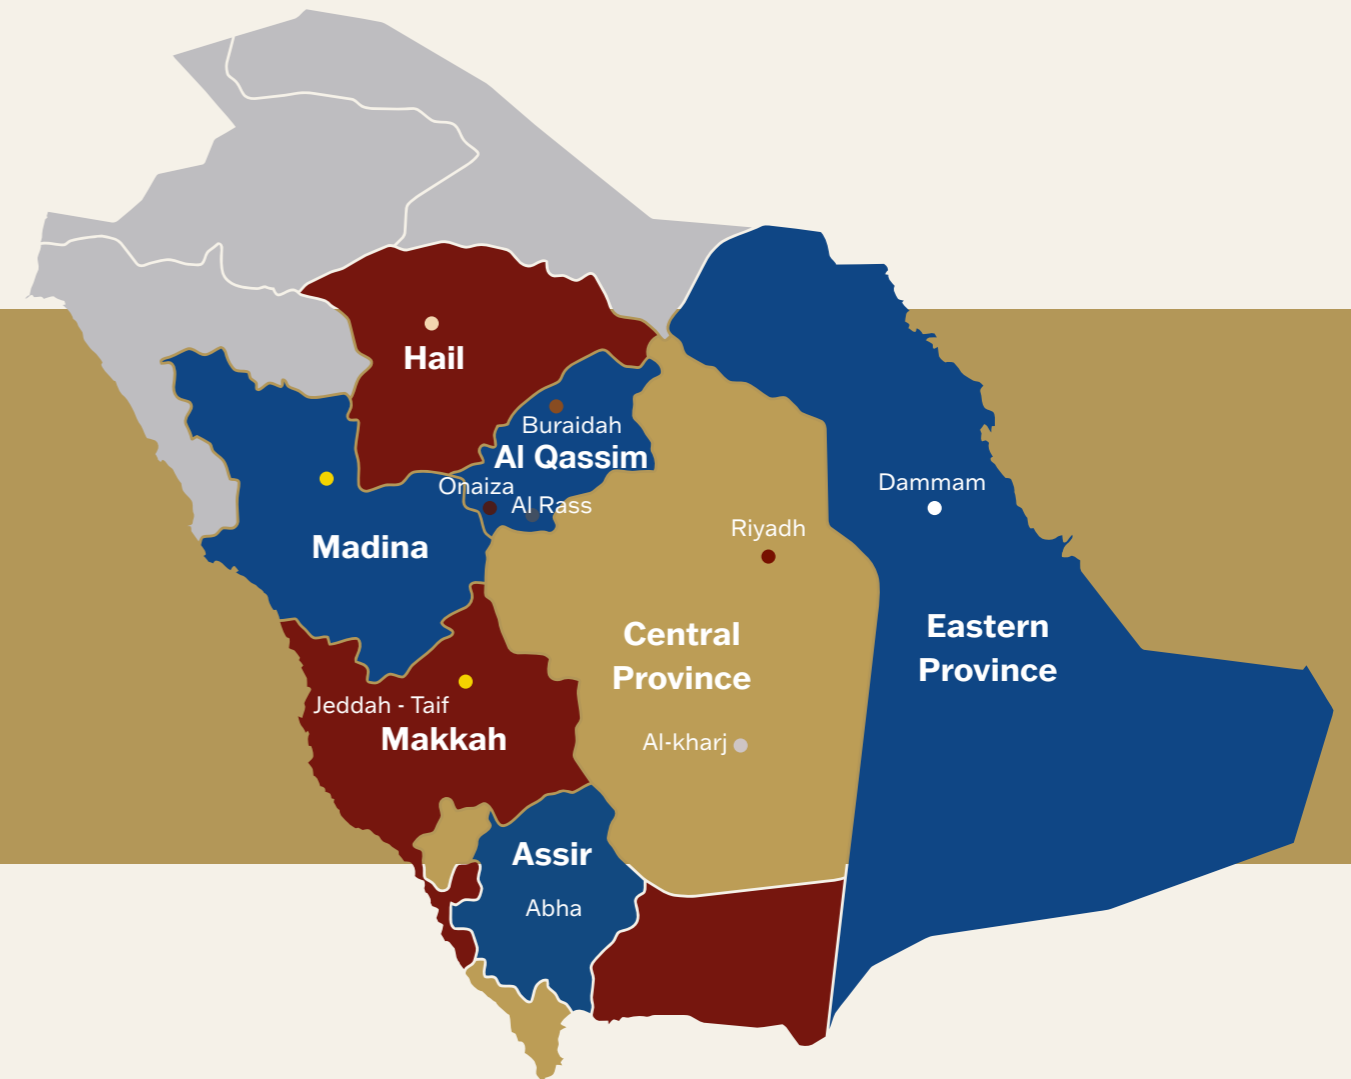 Hail
Buraidah
Al Qassim
Onaiza
Al Rass
Dammam
Riyadh
Madina
Central
Province
Eastern
Province
Jeddah - Taif
Makkah
Al-kharj
Assir
Abha